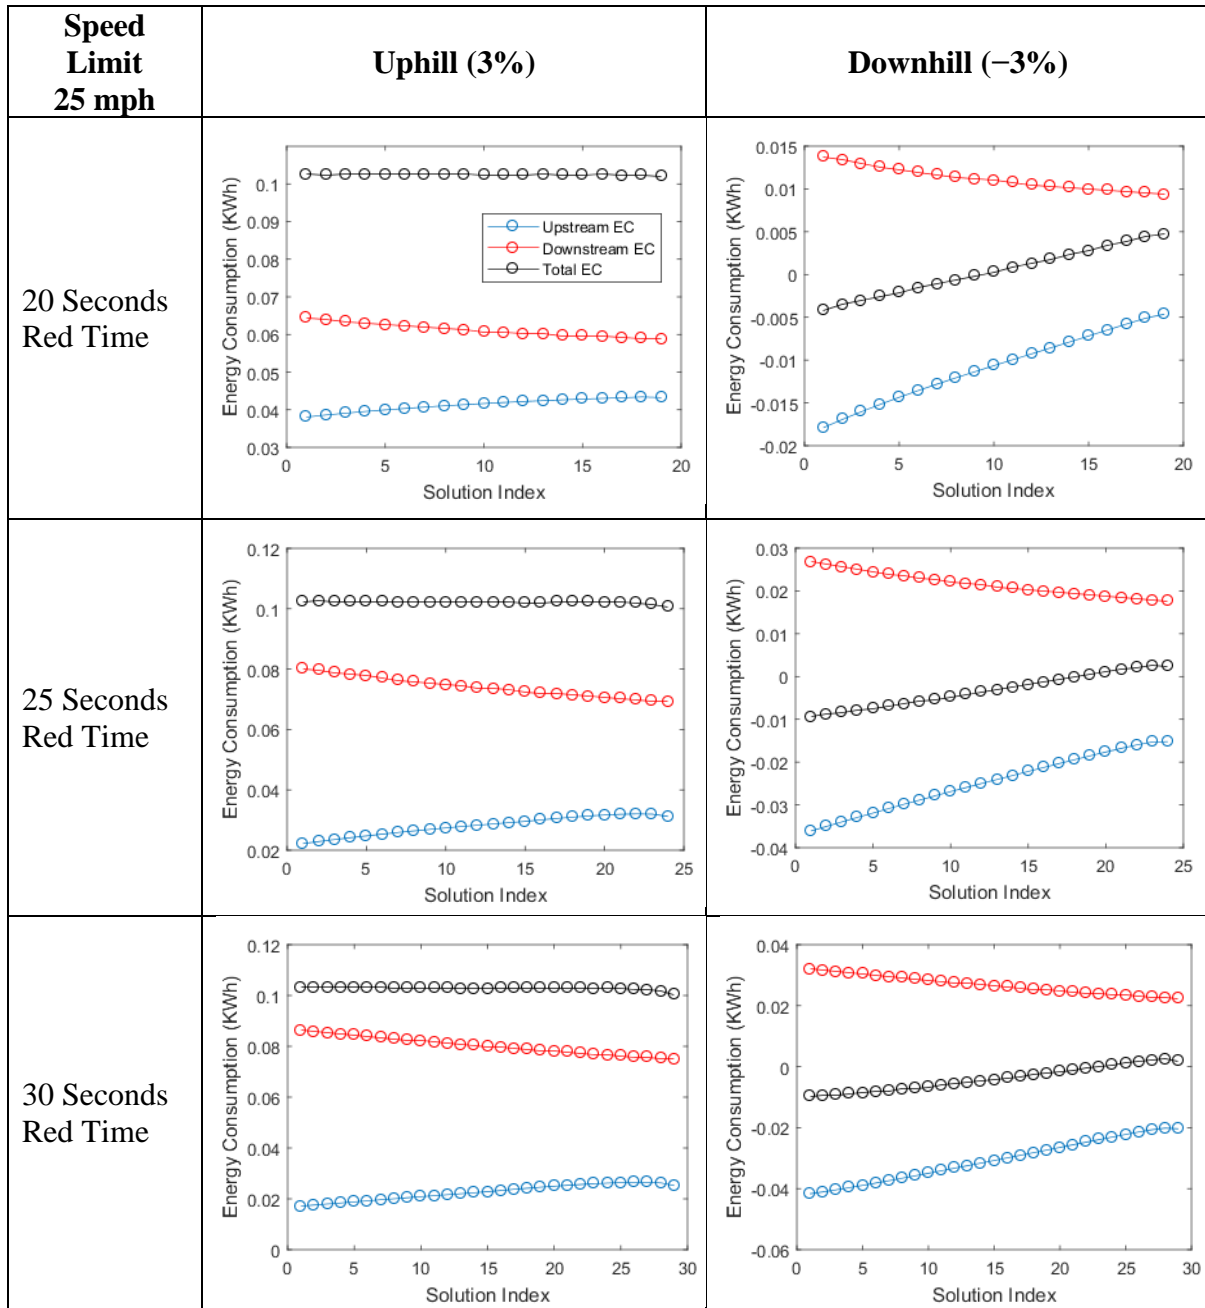 Speed
Limit
25 mph
Uphill (3%)
Downhill (−3%)
20 Seconds
Red Time
Energy Consumption (KWh)
0.1
0.09
0.08
0.07
0.06
0.05
0.04
0.03
0 5 10 15 20
Solution Index
Upstream EC
Downstream EC
Total EC
Energy Consumption (KWh)
0.015
0.01
0.005
0
-0.005
-0.01
-0.015
-0.02
0 5 10 15 20
Solution Index
25 Seconds
Red Time
Energy Consumption (KWh)
0.12
0.1
0.08
0.06
0.04
0.02
0 5 10 15 20 25
Solution Index
Energy Consumption (KWh)
0.03
0.02
0.01
0
-0.01
-0.02
-0.03
-0.04
0 5 10 15 20 25
Solution Index
30 Seconds
Red Time
Energy Consumption (KWh)
0.12
0.1
0.08
0.06
0.04
0.02
0
0 5 10 15 20 25 30
Solution Index
Energy Consumption (KWh)
0.04
0.02
0
-0.02
-0.04
-0.06
0 5 10 15 20 25 30
Solution Index